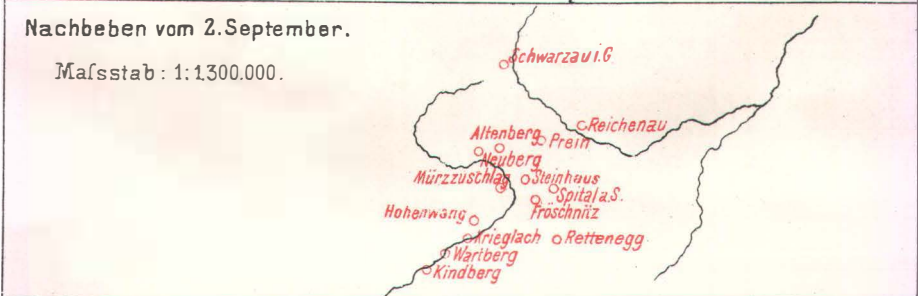 Nachbeben vom 2.September.
Maſsstab: 1:1300.000.
Schwarzau i.G
Reichenau
Altenberg
Prein
Neuberg
Mürzzuschlag
Steinhaus
Spital a.S.
Fröschnitz
Hohenwang
Krieglach
Rettenegg
Wartberg
Kindberg